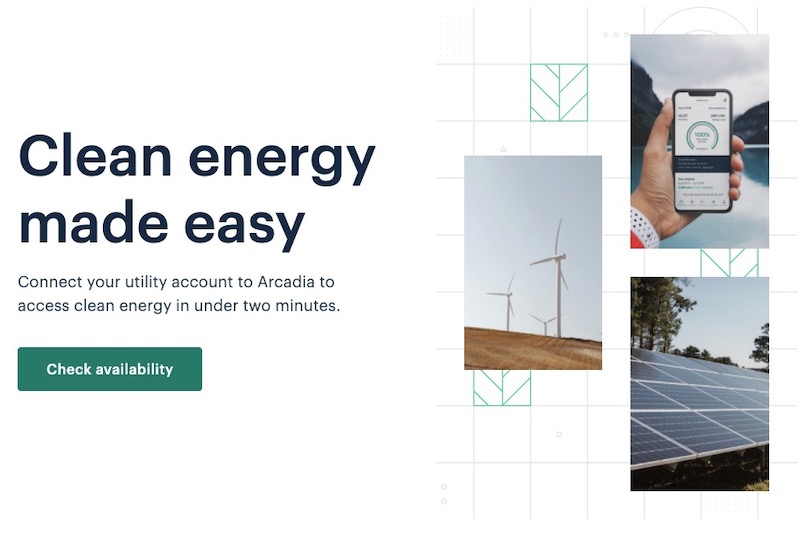 Clean energy
made easy
Connect your utility account to Arcadia to
access clean energy in under two minutes.
Check availability
100%